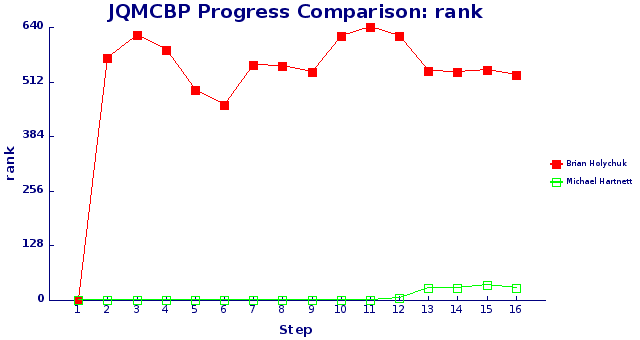 JQMCBP Progress Comparison: rank
640
512
384
256
128
0
rank
1 2 3 4 5 6 7 8 9 10 11 12 13 14 15 16
Step
Brian Holychuk
Michael Hartnett